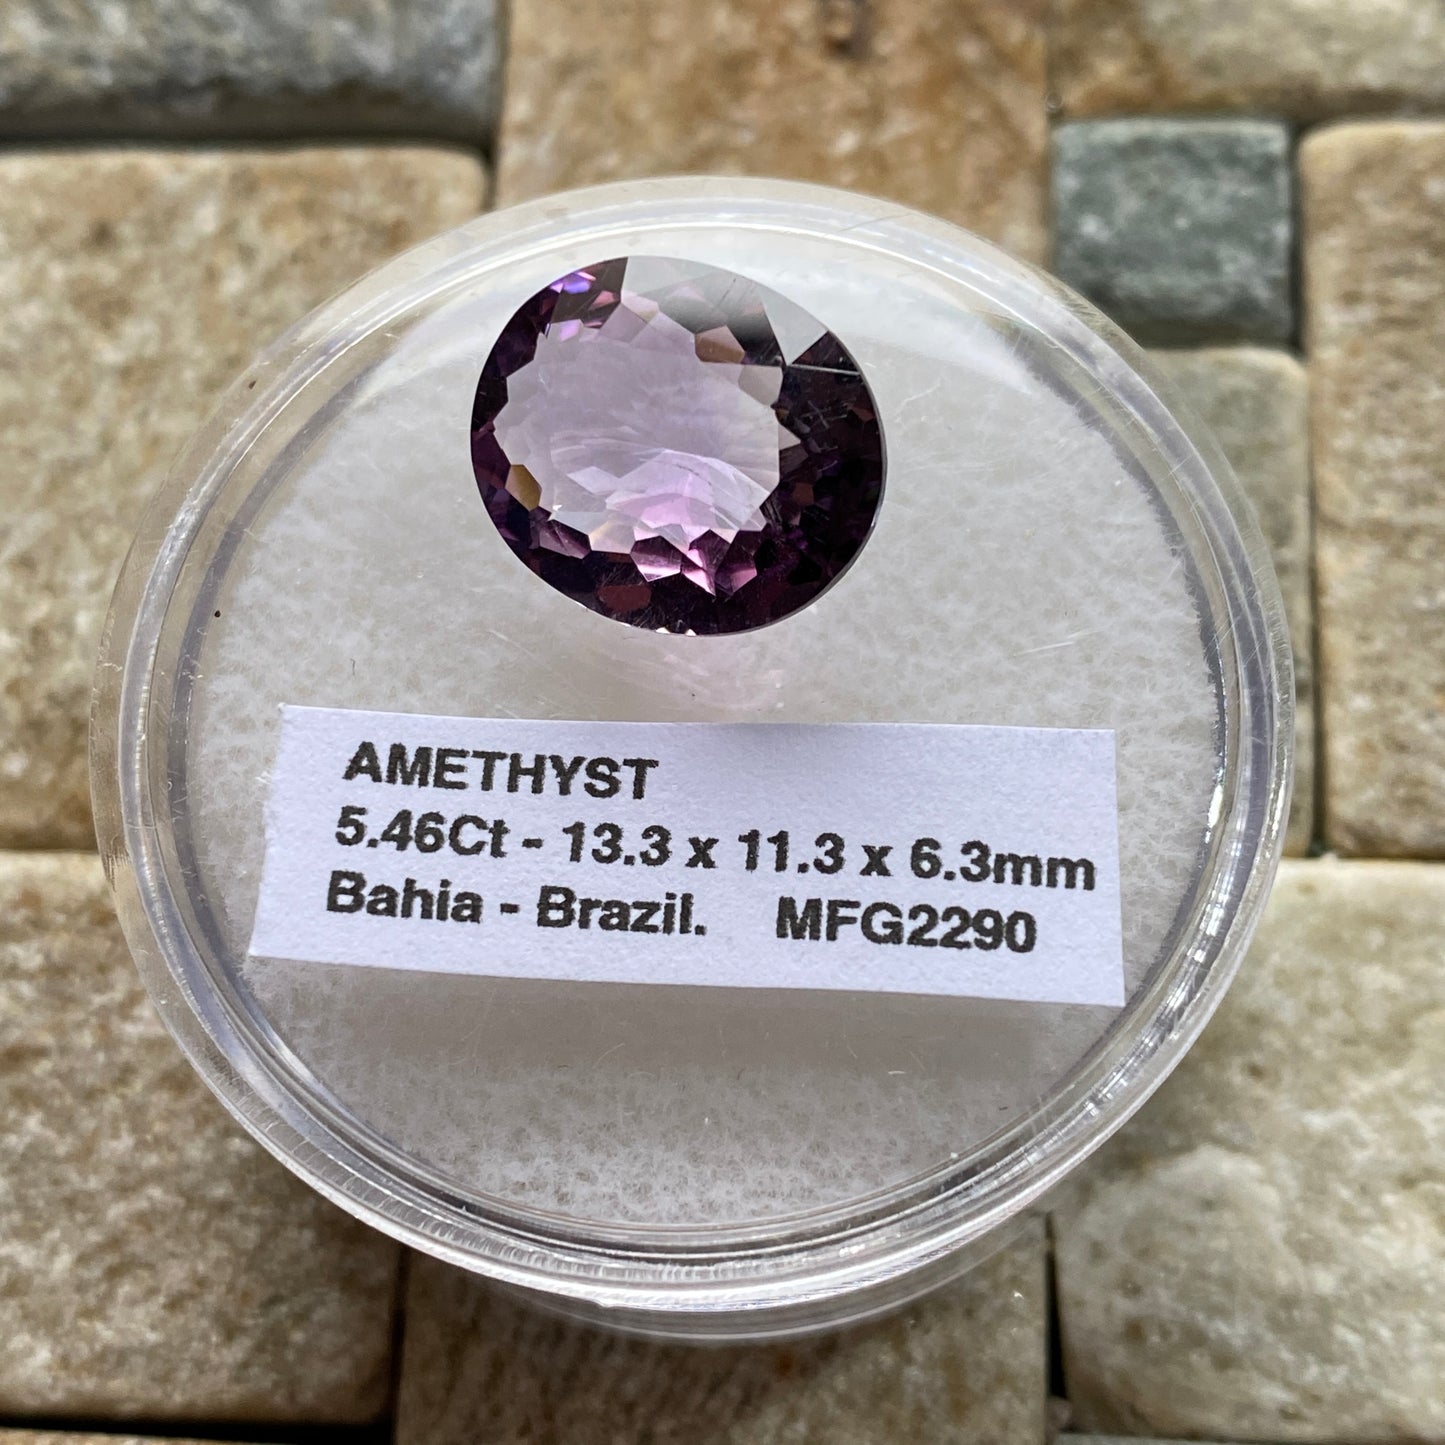 AMETHYST
5.46Ct - 13.3 x 11.3 x 6.3mm
Bahia - Brazil. MFG2290